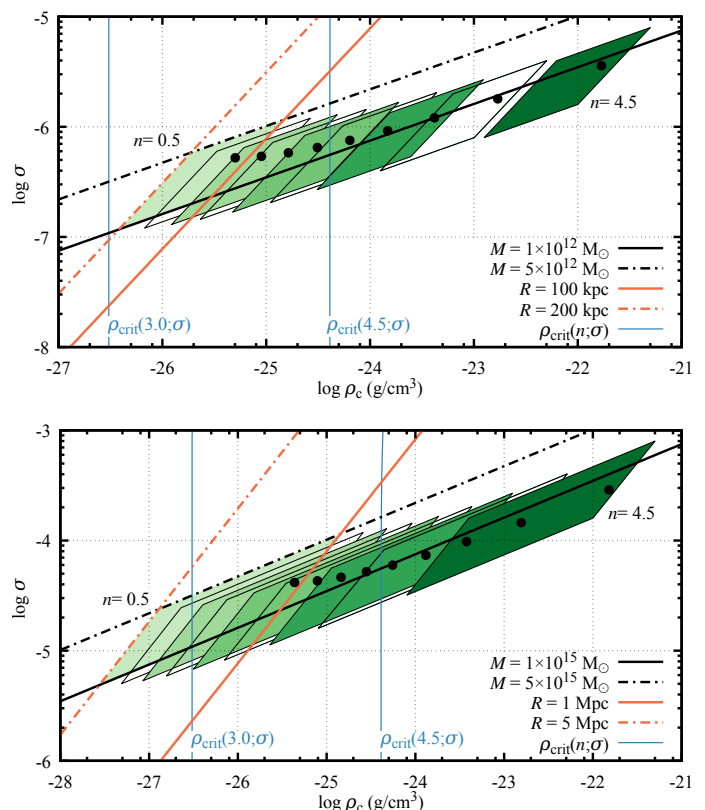 -5
-6
-7
-8
log σ
n= 0.5
n= 4.5
M = 1×10¹² M☉
M = 5×10¹² M☉
R = 100 kpc
R = 200 kpc
ρcrit(n;σ)
ρcrit(3.0;σ)
ρcrit(4.5;σ)
-27 -26 -25 -24 -23 -22 -21
log ρc (g/cm³)
-3
-4
-5
-6
log σ
n= 0.5
n= 4.5
M = 1×10¹⁵ M☉
M = 5×10¹⁵ M☉
R = 1 Mpc
R = 5 Mpc
ρcrit(n;σ)
ρcrit(3.0;σ)
ρcrit(4.5;σ)
-28 -27 -26 -25 -24 -23 -22 -21
log ρc (g/cm³)